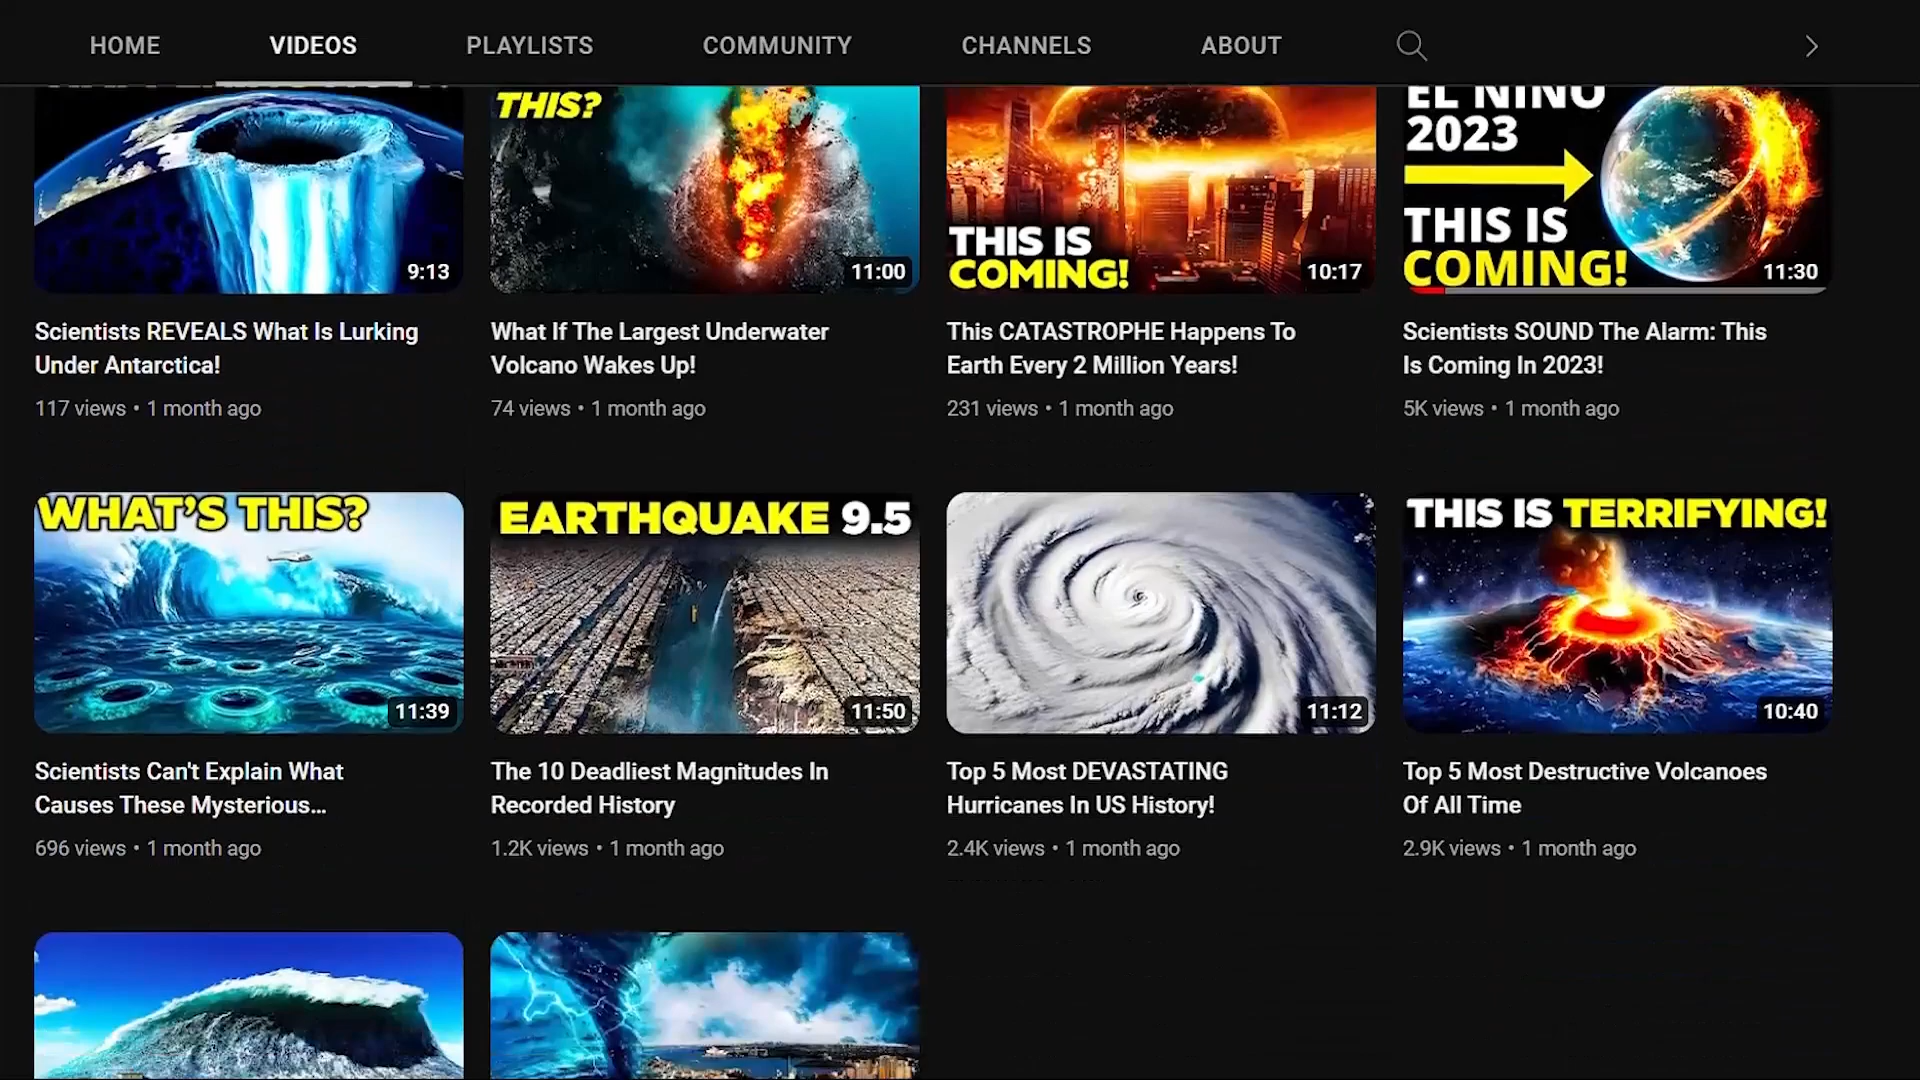 HOME VIDEOS PLAYLISTS COMMUNITY CHANNELS ABOUT
THIS?
EL NINO
2023
THIS IS
COMING!
THIS IS
COMING!
9:13
11:00
10:17
11:30
Scientists REVEALS What Is Lurking
Under Antarctica!
117 views • 1 month ago
What If The Largest Underwater
Volcano Wakes Up!
74 views • 1 month ago
This CATASTROPHE Happens To
Earth Every 2 Million Years!
231 views • 1 month ago
Scientists SOUND The Alarm: This
Is Coming In 2023!
5K views • 1 month ago
WHAT'S THIS?
11:39
EARTHQUAKE 9.5
11:50
11:12
THIS IS TERRIFYING!
10:40
Scientists Can't Explain What
Causes These Mysterious...
696 views • 1 month ago
The 10 Deadliest Magnitudes In
Recorded History
1.2K views • 1 month ago
Top 5 Most DEVASTATING
Hurricanes In US History!
2.4K views • 1 month ago
Top 5 Most Destructive Volcanoes
Of All Time
2.9K views • 1 month ago